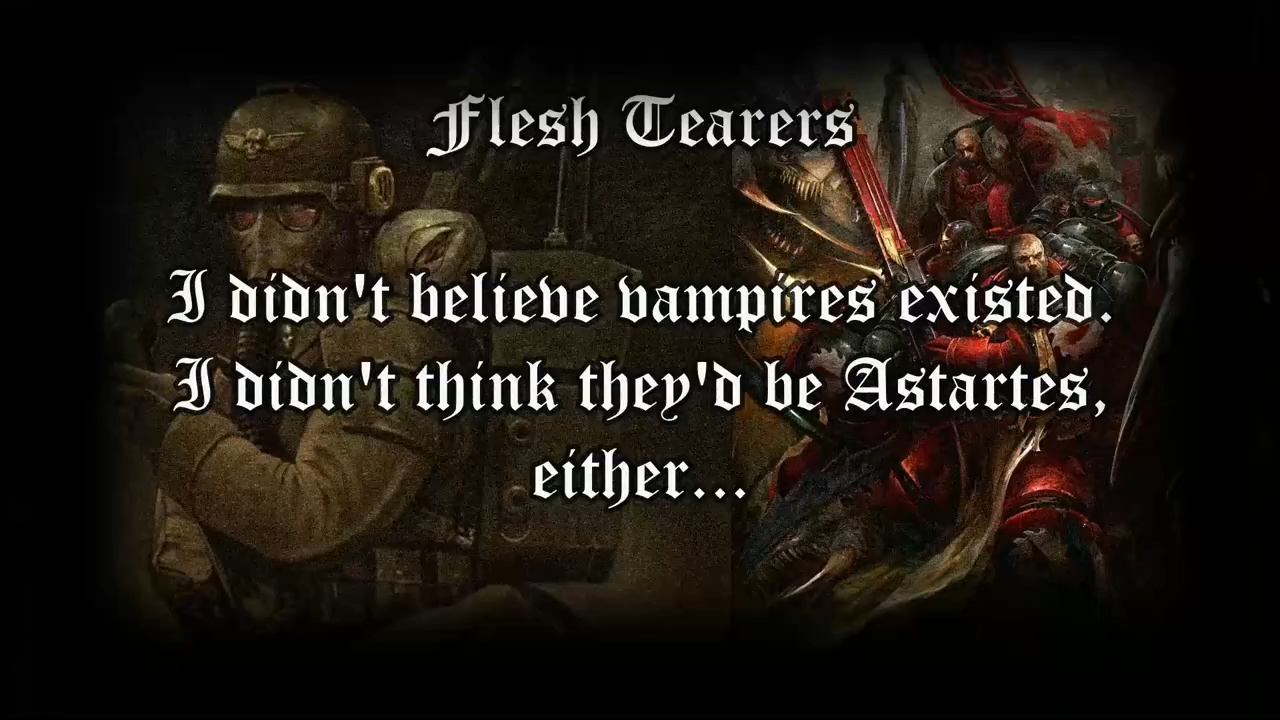 Flesh Tearers
I didn't believe vampires existed.
I didn't think they'd be Astartes,
either...